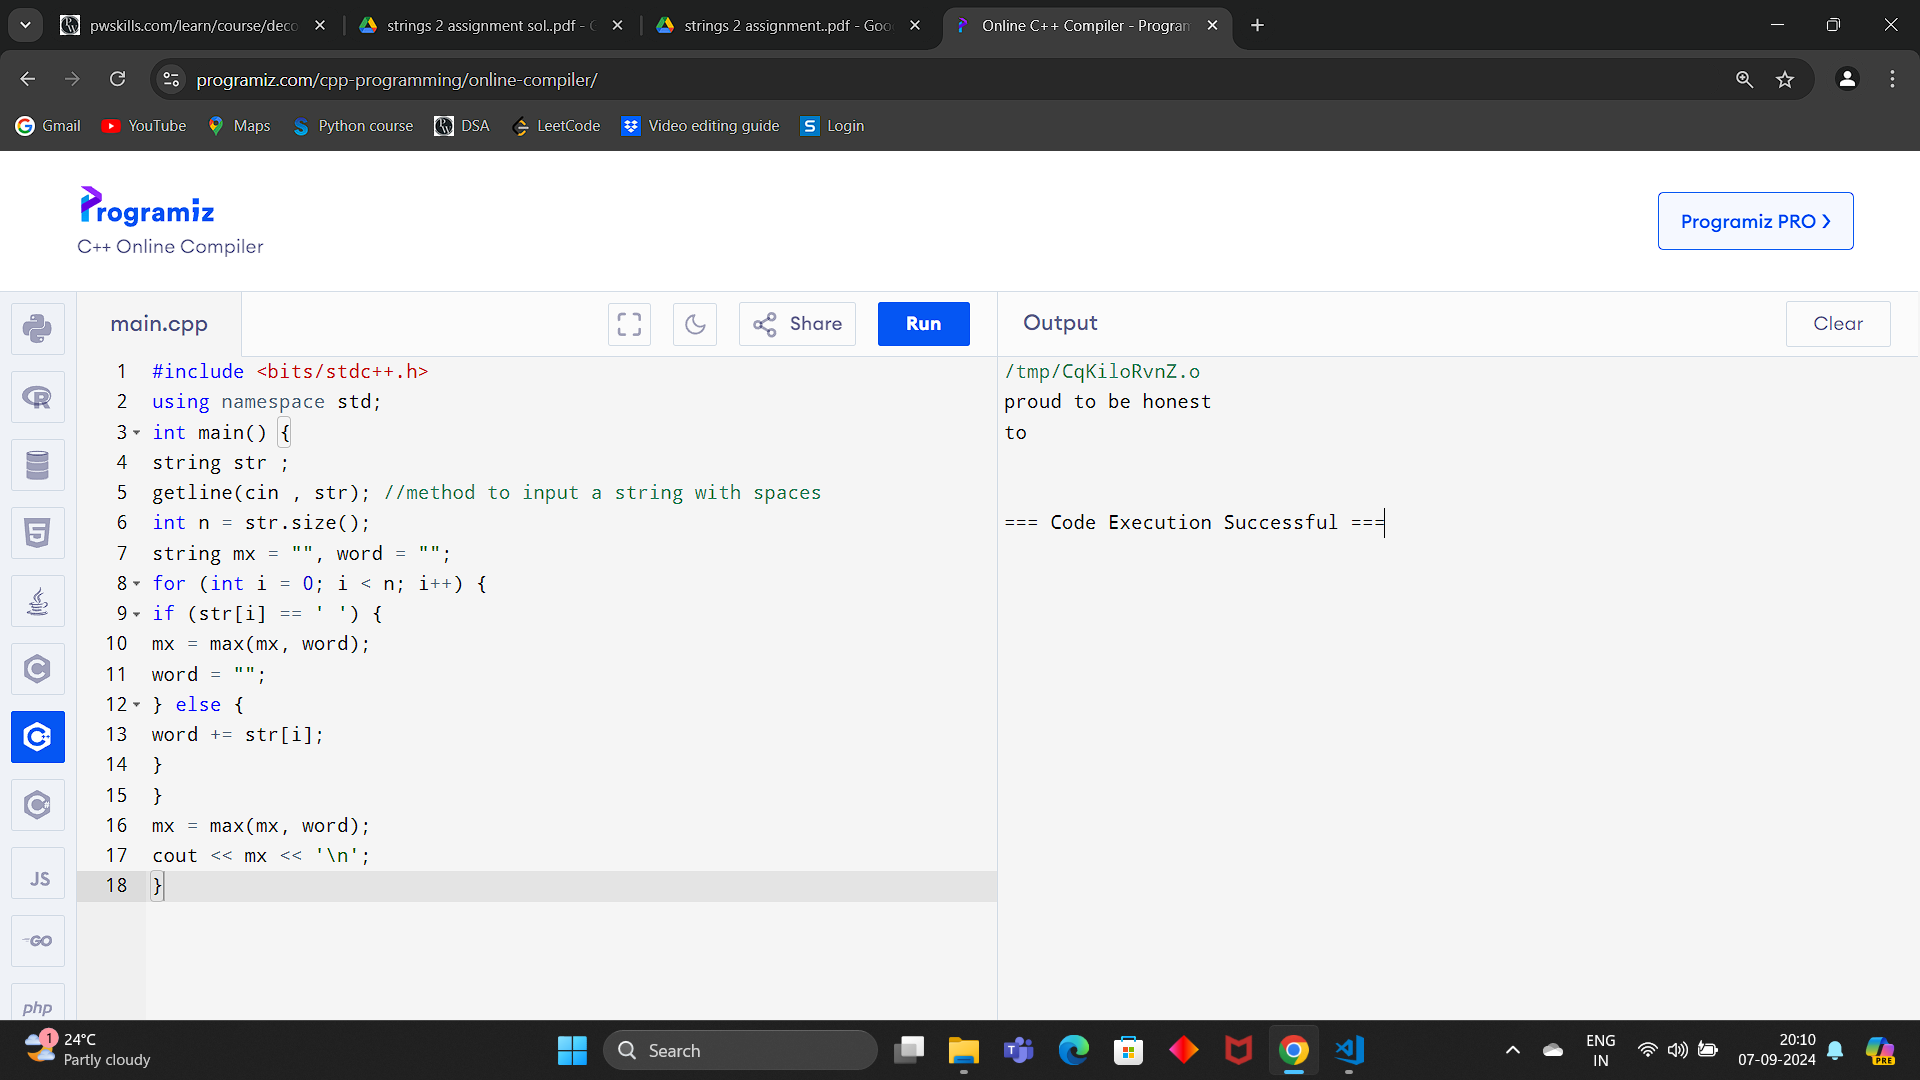 pwskills.com/learn/course/deco
strings 2 assignment sol..pdf - G
strings 2 assignment..pdf - Goo
Online C++ Compiler - Program
programiz.com/cpp-programming/online-compiler/
Gmail
YouTube
Maps
Python course
DSA
LeetCode
Video editing guide
S Login
Programiz
C++ Online Compiler
Programiz PRO >
main.cpp
Share
Run
Output
Clear
1 #include <bits/stdc++.h>
2 using namespace std;
3 int main() {
4 string str ;
5 getline(cin , str); //method to input a string with spaces
6 int n = str.size();
7 string mx = "", word = "";
8 for (int i = 0; i < n; i++) {
9 if (str[i] == ' ') {
10 mx = max(mx, word);
11 word = "";
12 } else {
13 word += str[i];
14 }
15 }
16 mx = max(mx, word);
17 cout << mx << '\n';
18 }
/tmp/CqKiloRvnZ.o
proud to be honest
to
=== Code Execution Successful ===
JS
GO
php
1
24°C
Partly cloudy
Search
ENG
IN
20:10
07-09-2024
PRE